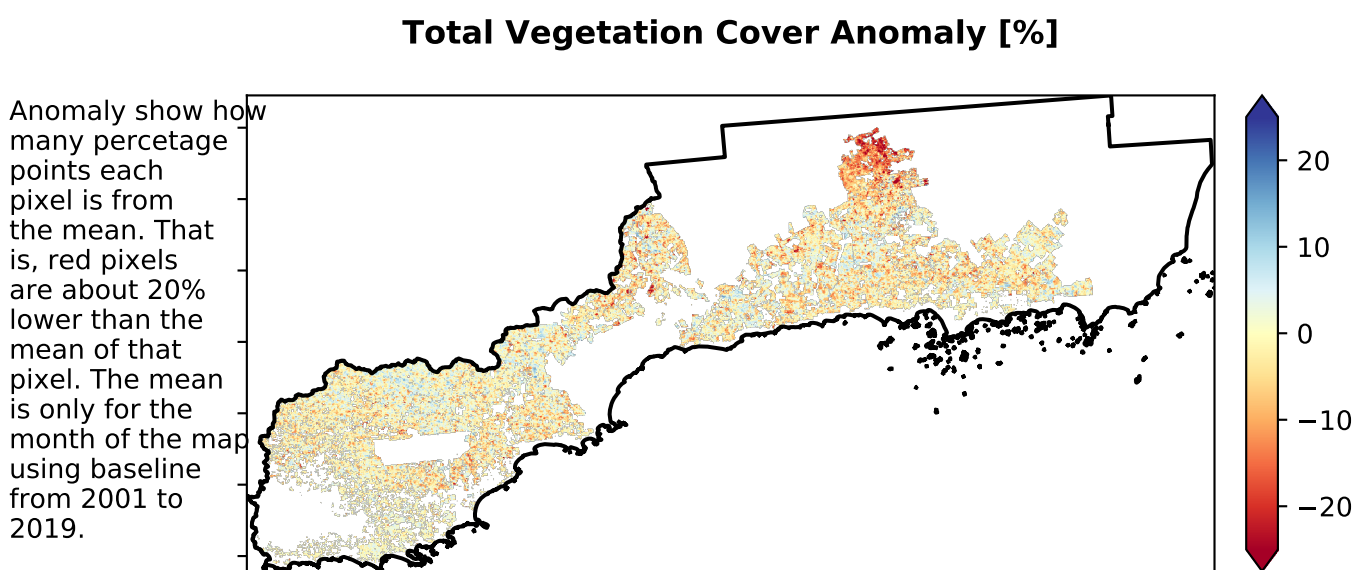 Total Vegetation Cover Anomaly [%]
Anomaly show how
many percetage
points each
pixel is from
the mean. That
is, red pixels
are about 20%
lower than the
mean of that
pixel. The mean
is only for the
month of the map
using baseline
from 2001 to
2019.
20
10
0
−10
−20